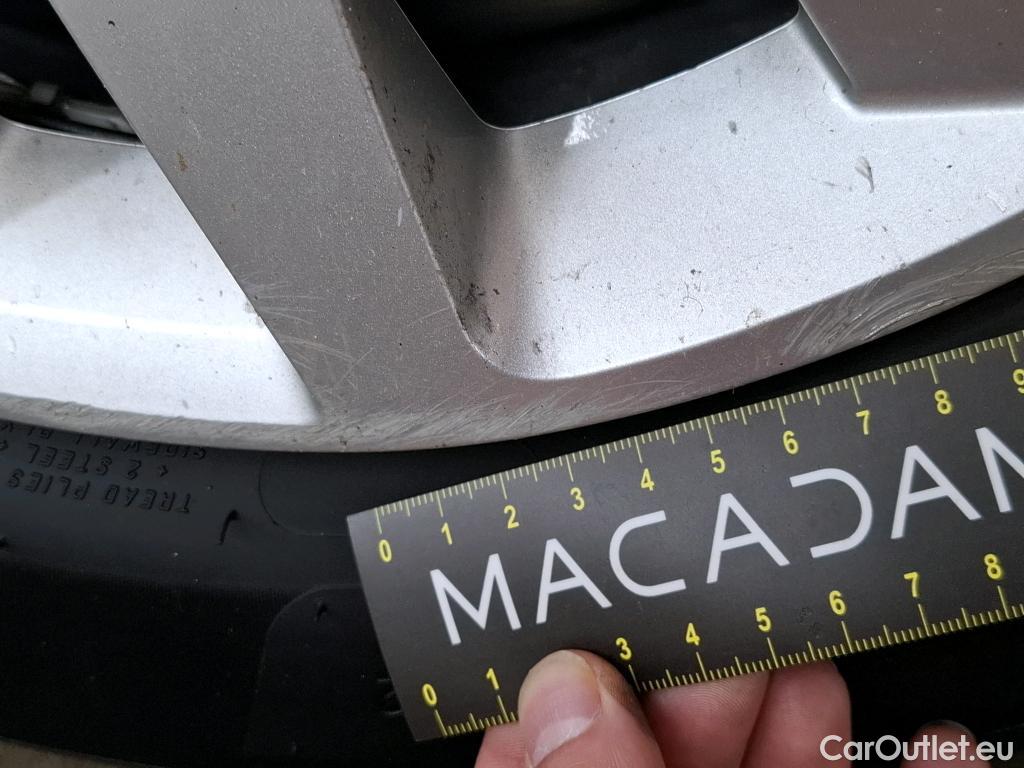 TREAD PLIES
2 STEEL +
SIDEWALL PL
0 1 2 3 4 5 6 7 8 9
MACADAM
0 1 3 4 5 6 7 8
CarOutlet.eu